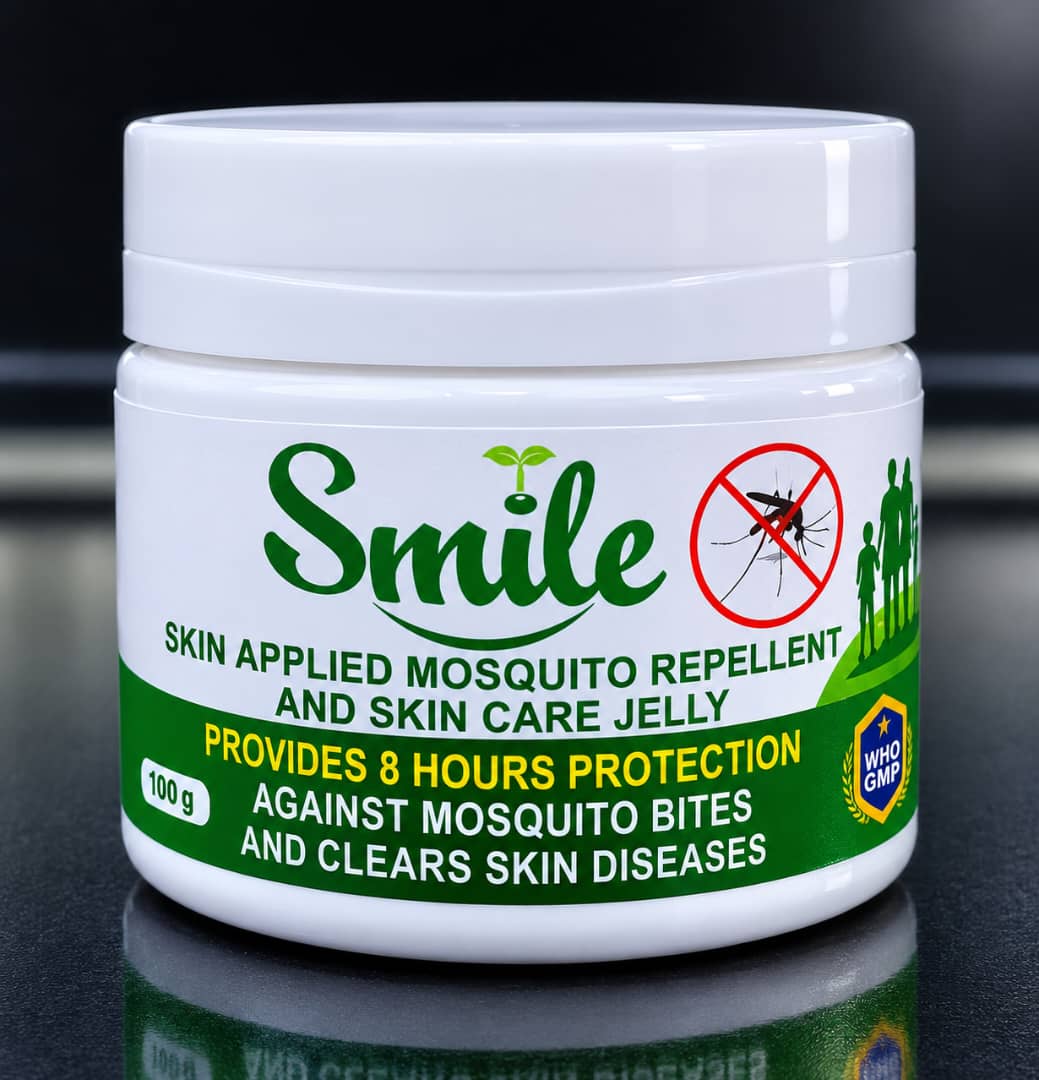 Smile
SKIN APPLIED MOSQUITO REPELLENT
AND SKIN CARE JELLY
PROVIDES 8 HOURS PROTECTION
AGAINST MOSQUITO BITES
AND CLEARS SKIN DISEASES
100 g
WHO
GMP